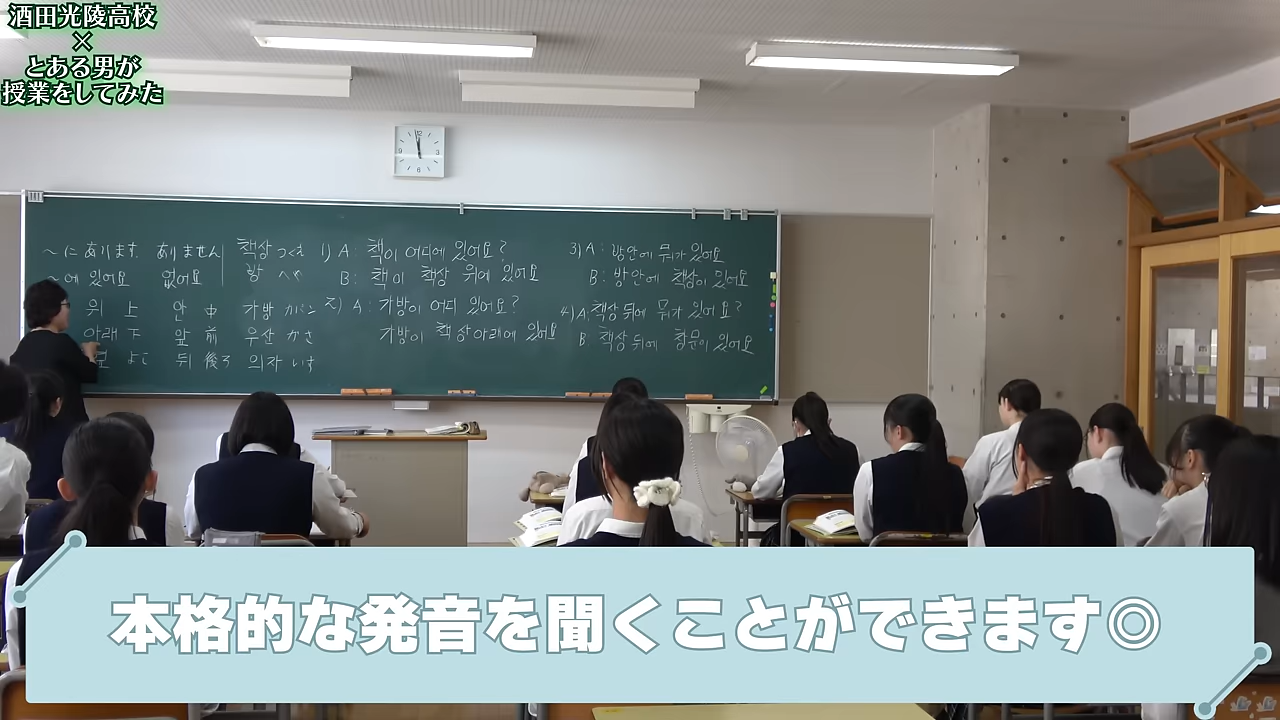 酒田光陵高校
×
とある男が
授業をしてみた
～にあります ありません
～에 있어요 없어요
위 上 안 中
아래 下 앞 前
옆 よこ 뒤 後ろ
책상 つくえ
방 へや
가방 かばん
우산 かさ
의자 いす
1) A: 책이 어디에 있어요?
B: 책이 책상 위에 있어요
2) A: 가방이 어디 있어요?
가방이 책상아래에 있어요
3) A: 방안에 뭐가 있어요
B: 방안에 책상이 있어요
4) A: 책상뒤에 뭐가 있어요?
B: 책상뒤에 창문이 있어요
12
3
6
9
本格的な発音を聞くことができます◎